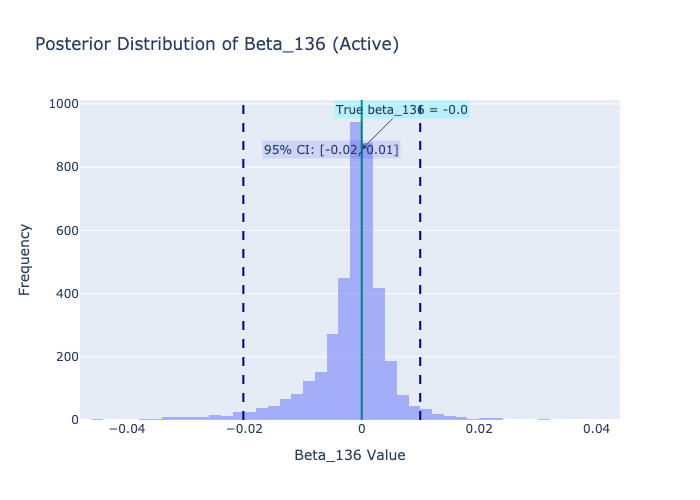 Posterior Distribution of Beta_136 (Active)
True beta_136 = -0.0
95% CI: [-0.02, 0.01]
1000
800
600
400
200
0
Frequency
−0.04
−0.02
0
0.02
0.04
Beta_136 Value